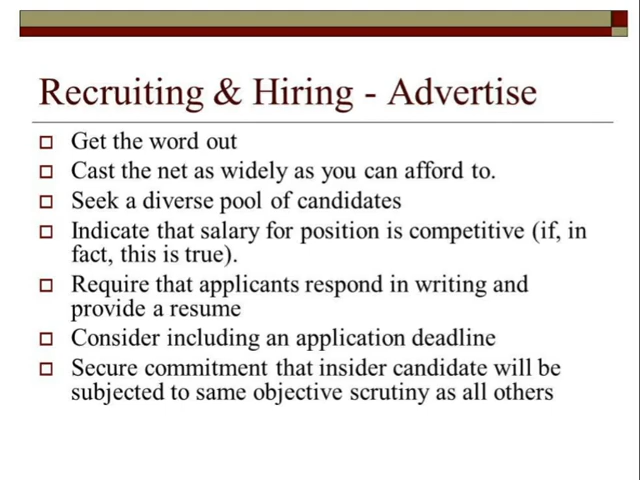 Recruiting & Hiring - Advertise
Get the word out
Cast the net as widely as you can afford to.
Seek a diverse pool of candidates
Indicate that salary for position is competitive (if, in
fact, this is true).
Require that applicants respond in writing and
provide a resume
Consider including an application deadline
Secure commitment that insider candidate will be
subjected to same objective scrutiny as all others